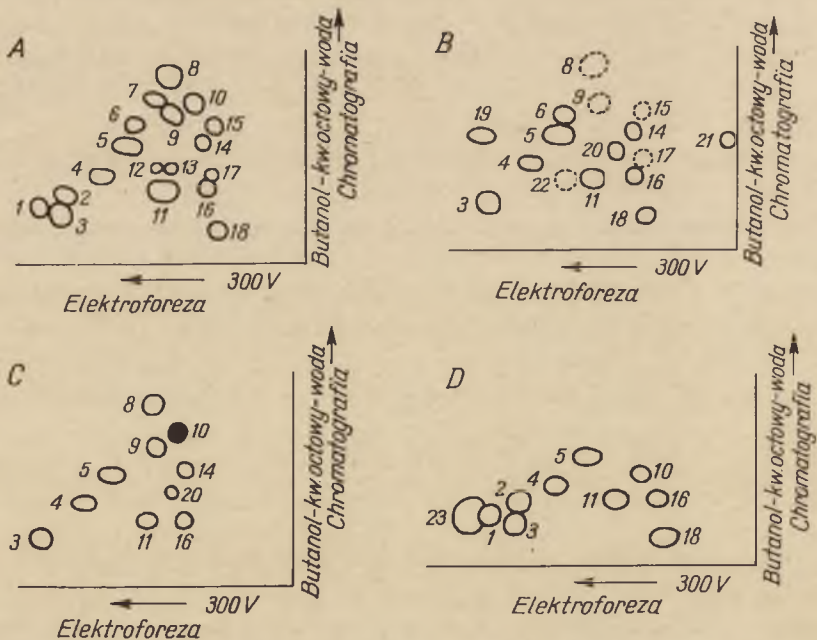 A
8
7
10
6
9
15
5
14
4
12
13
17
1
2
3
11
16
18
300V
Elektroforeza
Butanol-kw.octowy-woda
Chromatografia
B
8
9
6
15
19
5
14
21
20
4
17
22
11
16
3
18
300V
Elektroforeza
Butanol-kw.octowy-woda
Chromatografia
C
8
10
9
5
14
20
4
3
11
16
300V
Elektroforeza
Butanol-kw.octowy-woda
Chromatografia
D
5
4
10
2
11
16
23
1
3
18
300V
Elektroforeza
Butanol-kw.octowy-woda
Chromatografia